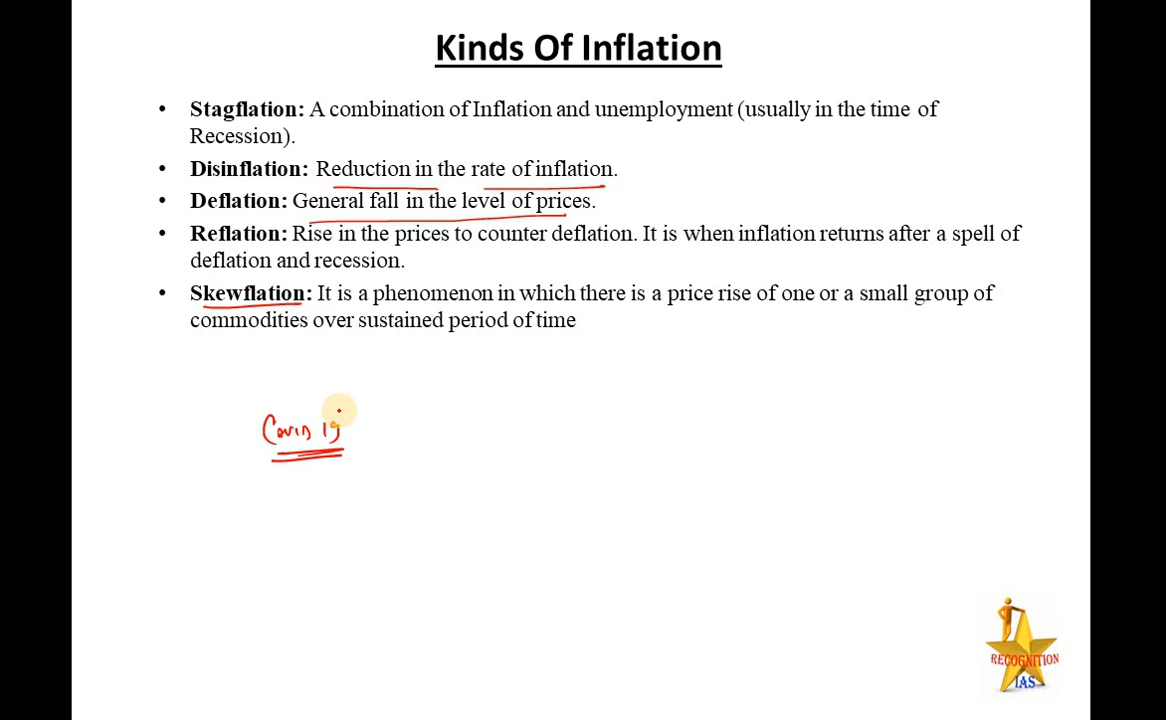 Kinds Of Inflation
• Stagflation: A combination of Inflation and unemployment (usually in the time of
Recession).
• Disinflation: Reduction in the rate of inflation.
• Deflation: General fall in the level of prices.
• Reflation: Rise in the prices to counter deflation. It is when inflation returns after a spell of
deflation and recession.
• Skewflation: It is a phenomenon in which there is a price rise of one or a small group of
commodities over sustained period of time
Covid 19
RECOGNITION
IAS